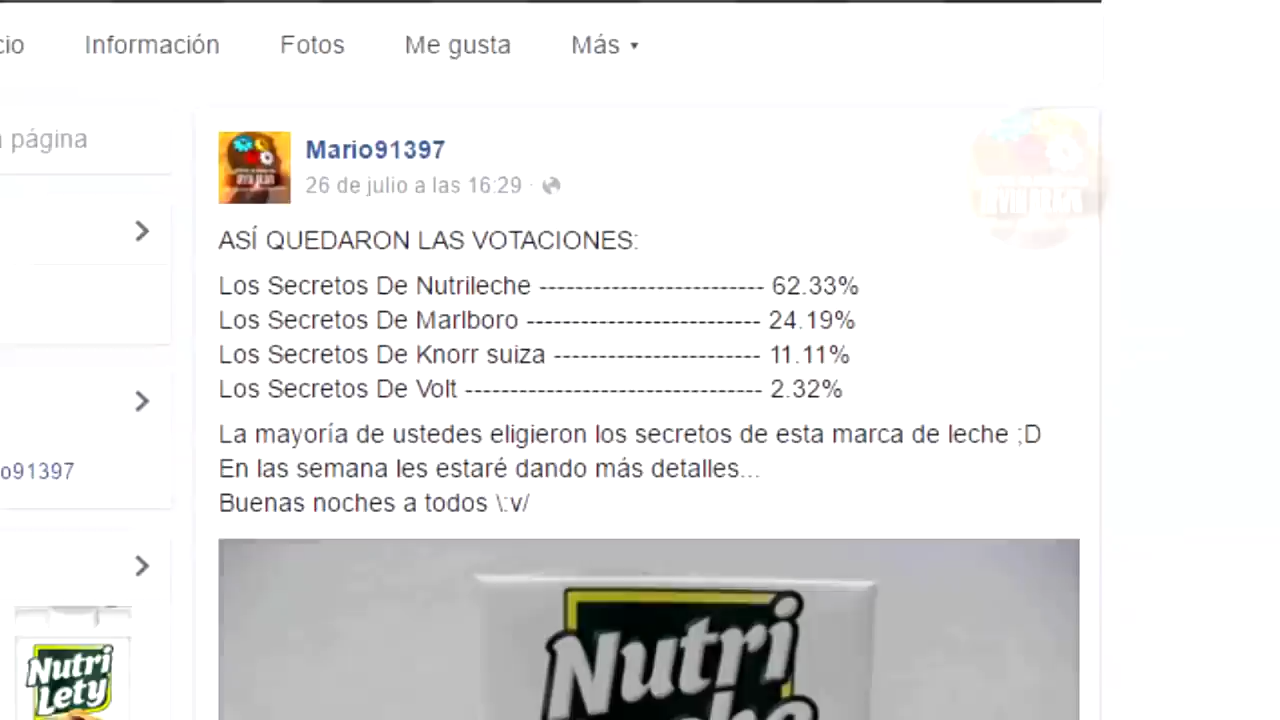 cio Información Fotos Me gusta Más
página
Mario91397
26 de julio a las 16:29 ·
ASÍ QUEDARON LAS VOTACIONES:
Los Secretos De Nutrileche ------------------------- 62.33%
Los Secretos De Marlboro -------------------------- 24.19%
Los Secretos De Knorr suiza ----------------------- 11.11%
Los Secretos De Volt --------------------------------- 2.32%
La mayoría de ustedes eligieron los secretos de esta marca de leche ;D
En las semana les estaré dando más detalles...
Buenas noches a todos \:v/
o91397
Nutri
Lety
Nutri